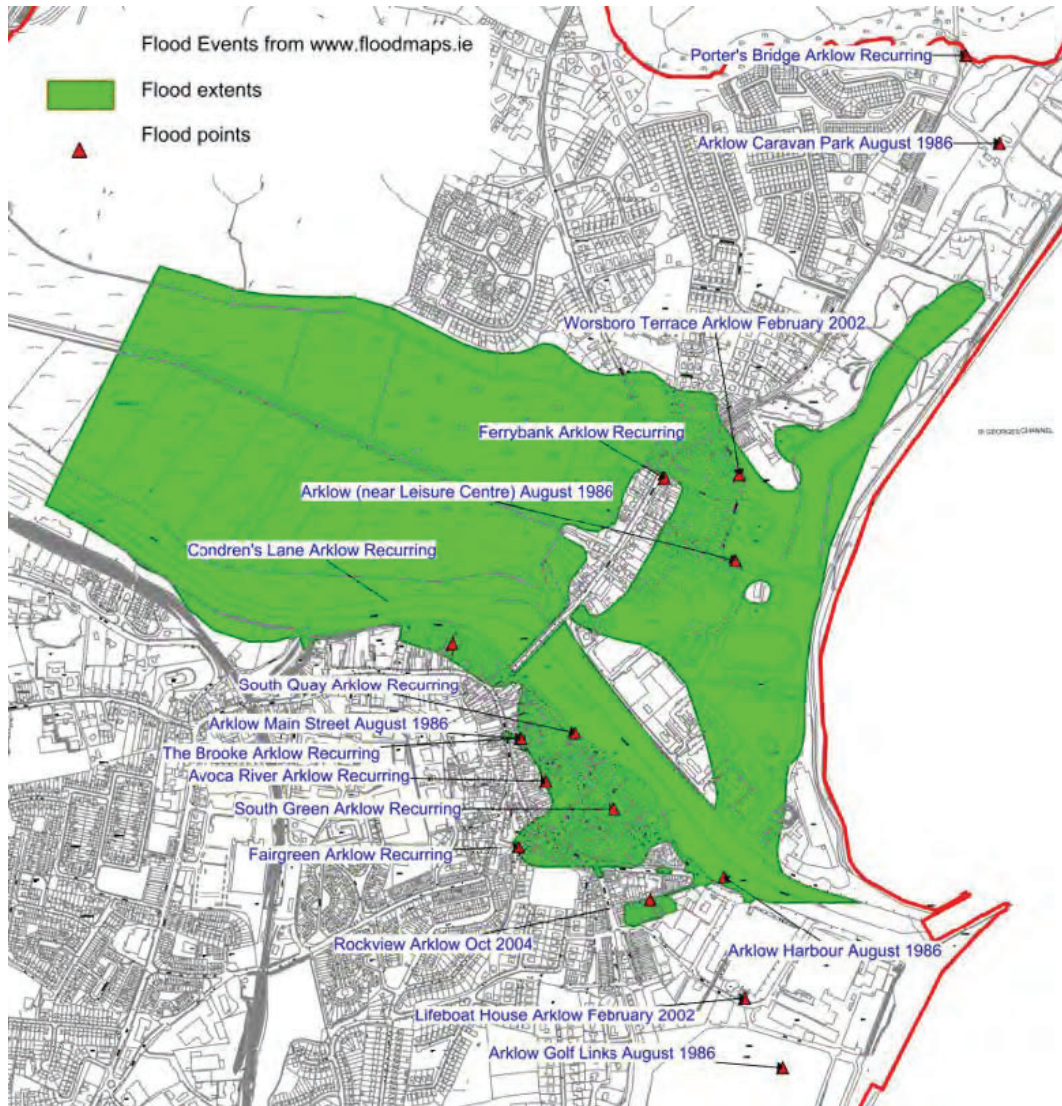 Flood Events from www.floodmaps.ie
Flood extents
Flood points
Porter's Bridge Arklow Recurring
Arklow Caravan Park August 1986
Worsboro Terrace Arklow February 2002
Ferrybank Arklow Recurring
Arklow (near Leisure Centre) August 1986
Condren's Lane Arklow Recurring
South Quay Arklow Recurring
Arklow Main Street August 1986
The Brooke Arklow Recurring
Avoca River Arklow Recurring
South Green Arklow Recurring
Fairgreen Arklow Recurring
Rockview Arklow Oct 2004
Arklow Harbour August 1986
Lifeboat House Arklow February 2002
Arklow Golf Links August 1986